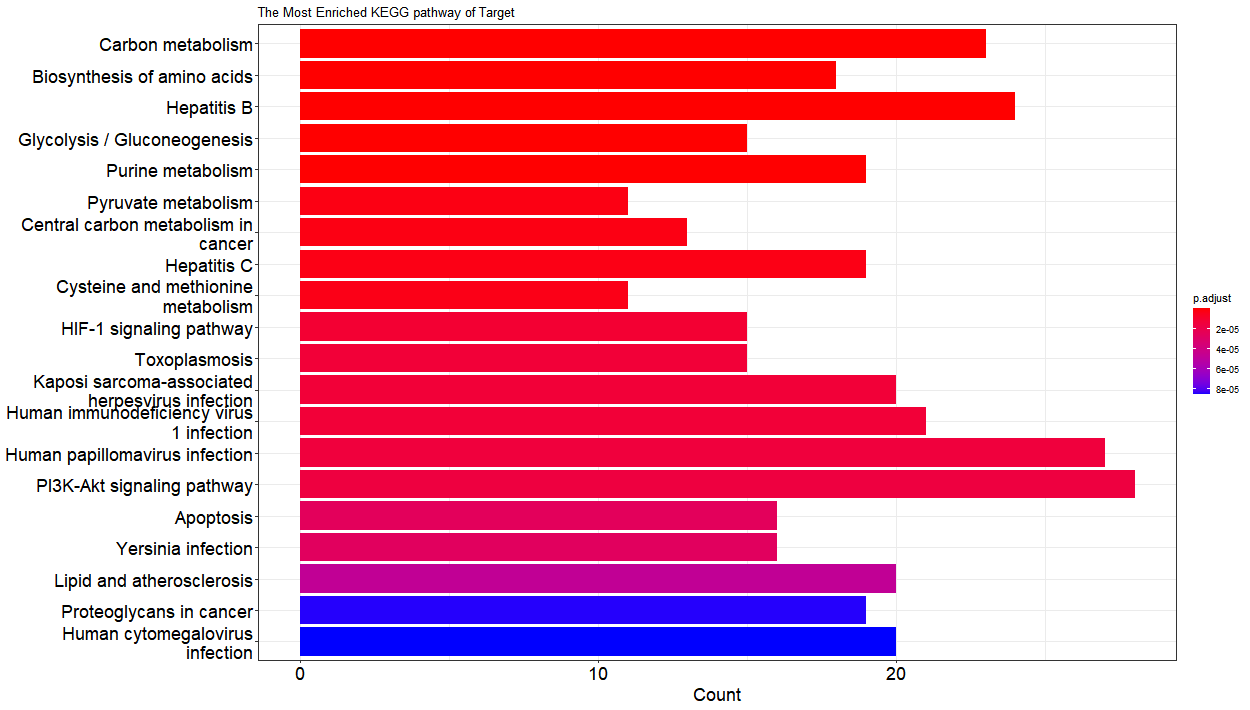 The Most Enriched KEGG pathway of Target
Carbon metabolism
Biosynthesis of amino acids
Hepatitis B
Glycolysis / Gluconeogenesis
Purine metabolism
Pyruvate metabolism
Central carbon metabolism in
cancer
Hepatitis C
Cysteine and methionine
metabolism
HIF-1 signaling pathway
Toxoplasmosis
Kaposi sarcoma-associated
herpesvirus infection
Human immunodeficiency virus
1 infection
Human papillomavirus infection
PI3K-Akt signaling pathway
Apoptosis
Yersinia infection
Lipid and atherosclerosis
Proteoglycans in cancer
Human cytomegalovirus
infection
0 10 20
Count
p.adjust
2e-05
4e-05
6e-05
8e-05